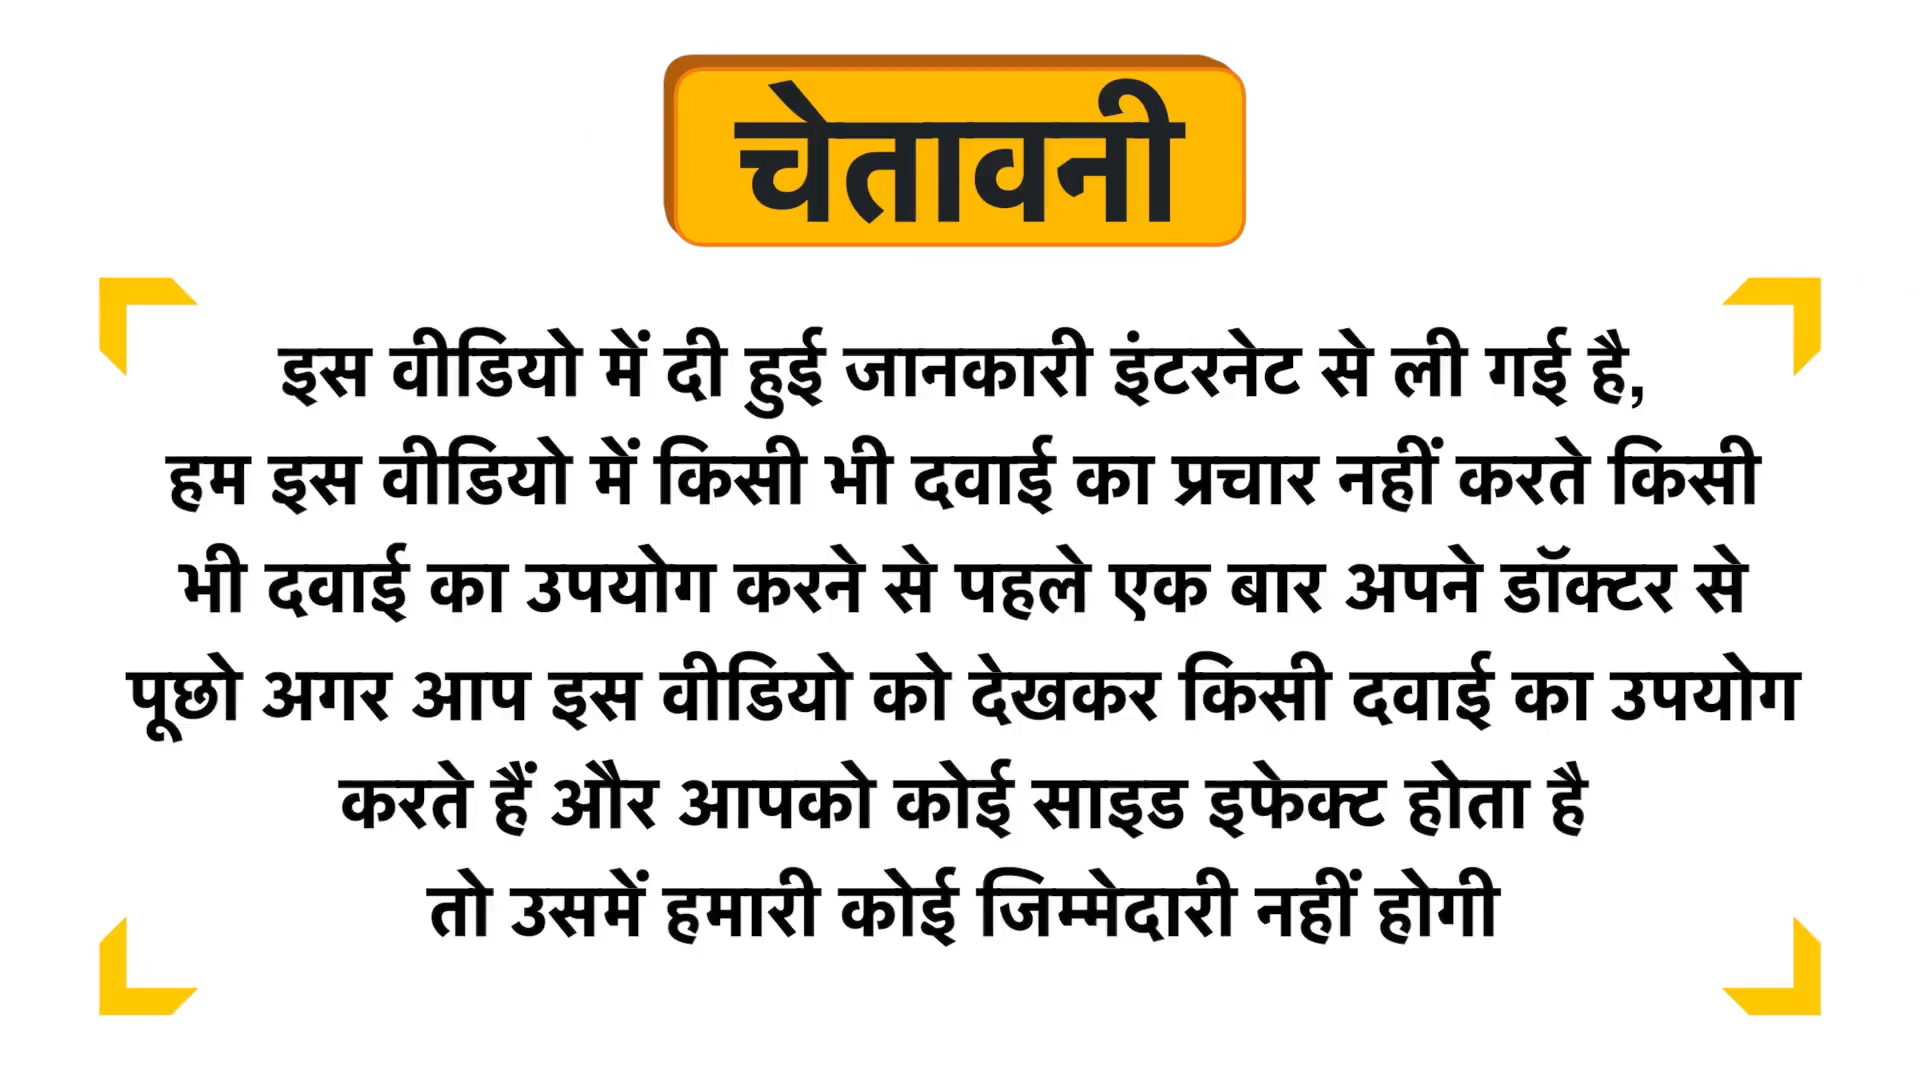 चेतावनी
इस वीडियो में दी हुई जानकारी इंटरनेट से ली गई है,
हम इस वीडियो में किसी भी दवाई का प्रचार नहीं करते किसी
भी दवाई का उपयोग करने से पहले एक बार अपने डॉक्टर से
पूछो अगर आप इस वीडियो को देखकर किसी दवाई का उपयोग
करते हैं और आपको कोई साइड इफेक्ट होता है
तो उसमें हमारी कोई जिम्मेदारी नहीं होगी